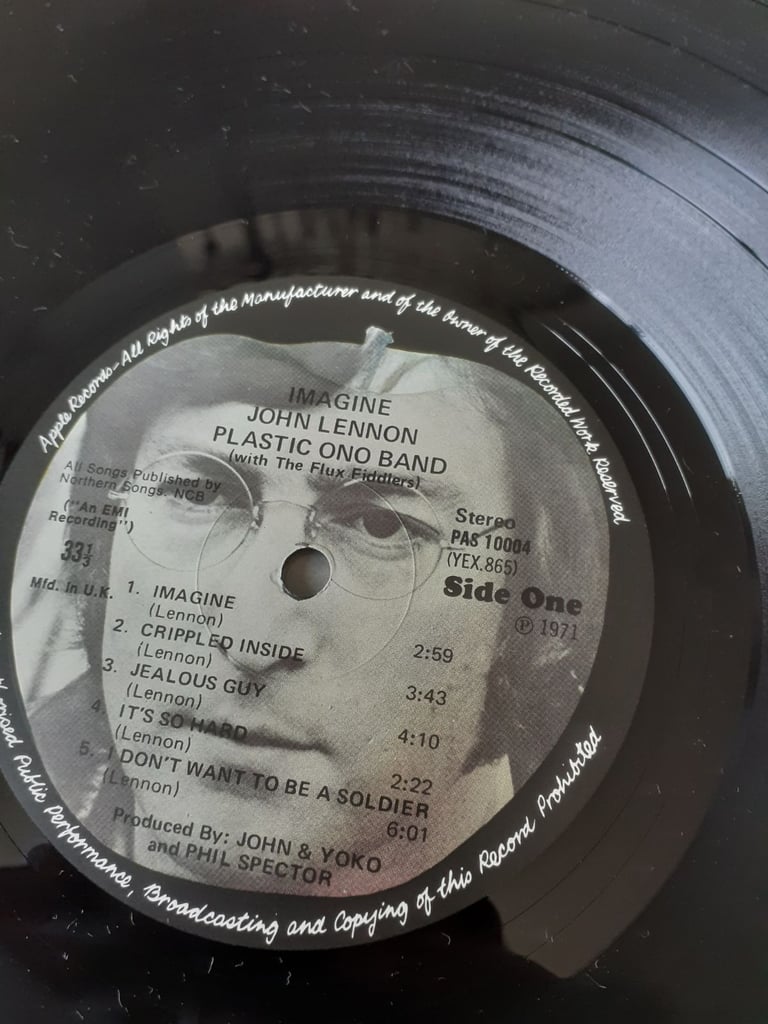 Apple Records-All Rights of the Manufacturer and of the Owner of the Recorded Work Reserved
IMAGINE
JOHN LENNON
PLASTIC ONO BAND
(with The Flux Fiddlers)
All Songs Published by
Northern Songs. NCB
("An EMI
Recording")
33⅓
Mfd. in U.K.
Stereo
PAS 10004
(YEX.865)
Side One
℗ 1971
1. IMAGINE
(Lennon) 2:59
2. CRIPPLED INSIDE
(Lennon) 3:43
3. JEALOUS GUY
(Lennon) 4:10
4. IT'S SO HARD
(Lennon) 2:22
5. I DON'T WANT TO BE A SOLDIER
(Lennon) 6:01
Produced By: JOHN & YOKO
and PHIL SPECTOR
Public Performance, Broadcasting and Copying of this Record Prohibited